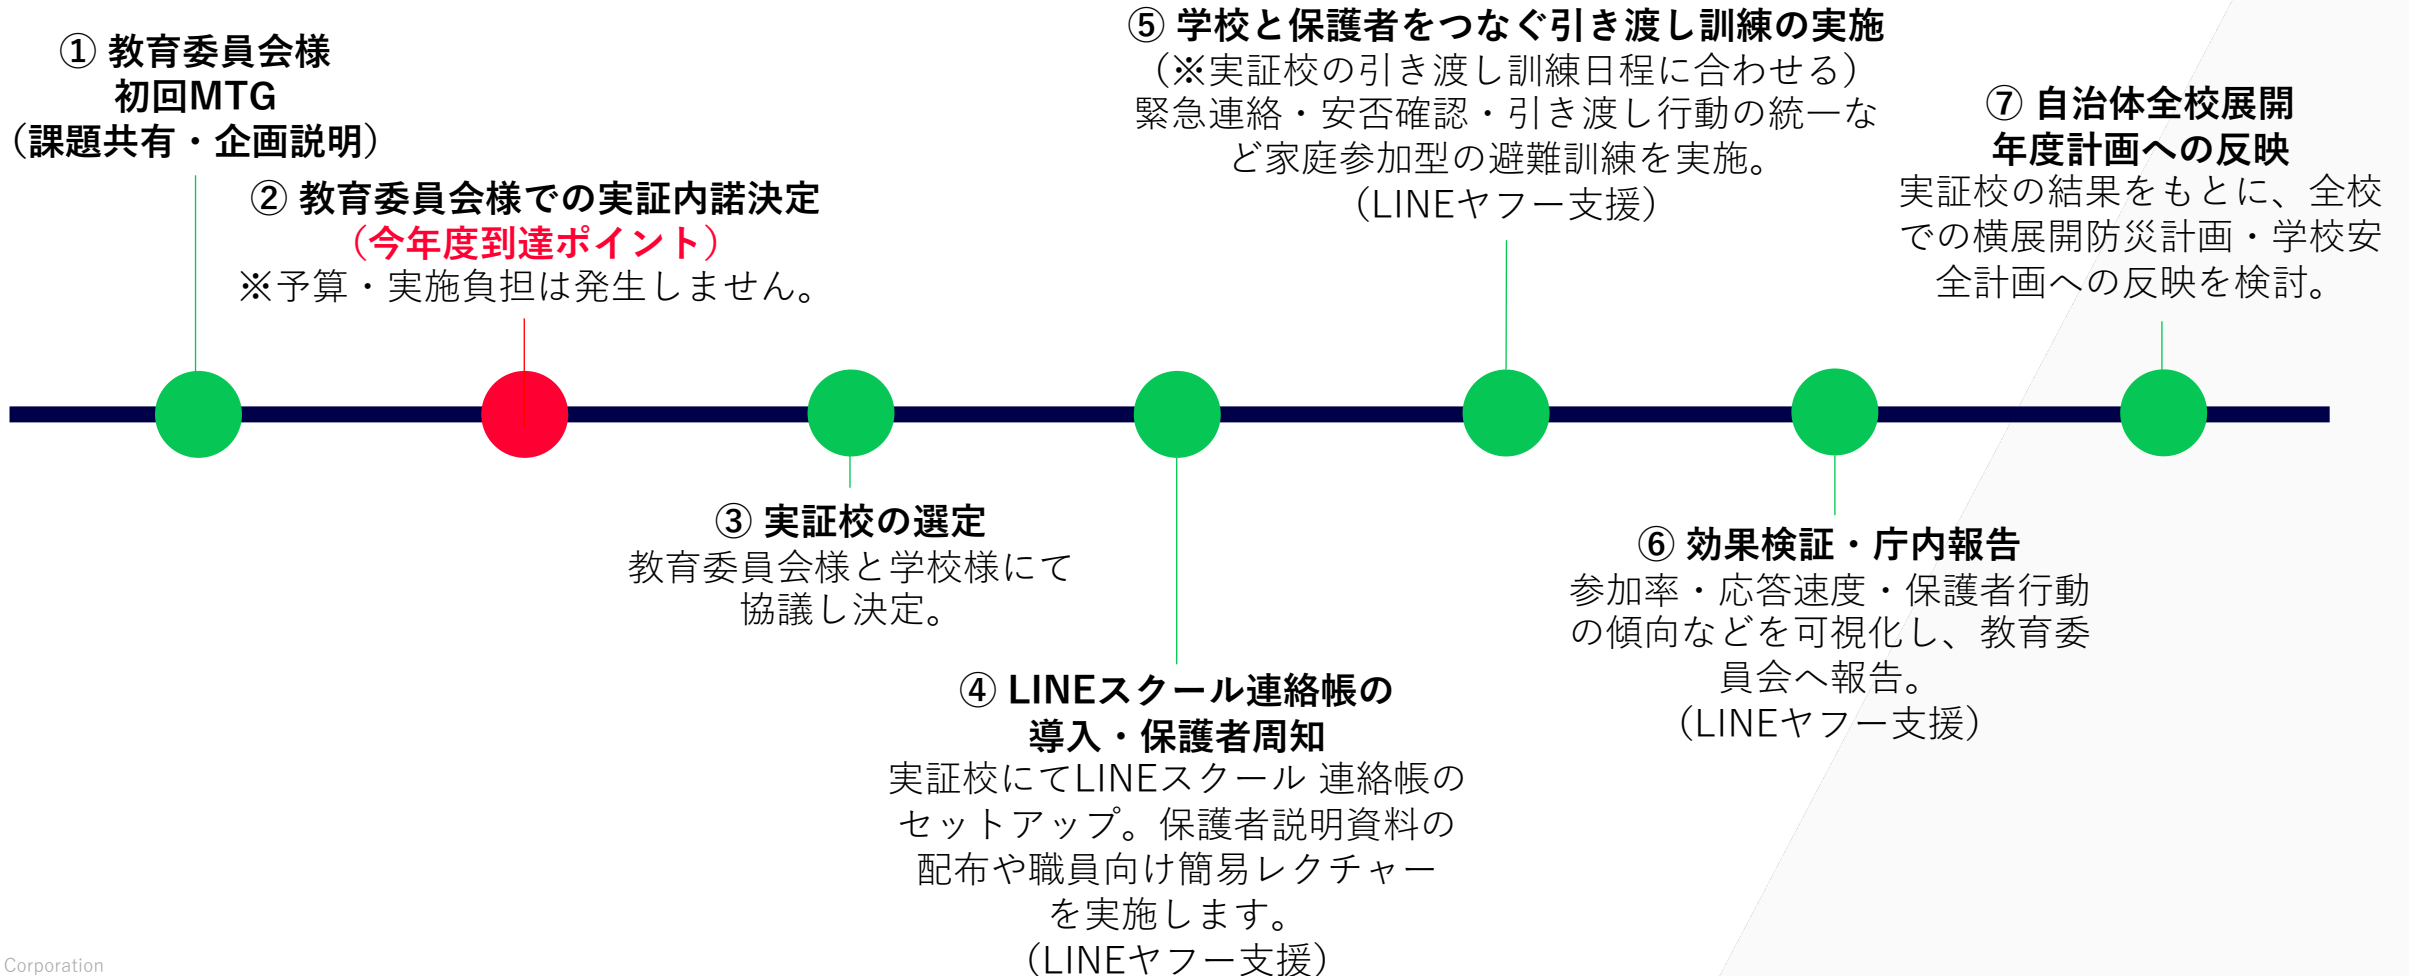 ① 教育委員会様
初回MTG
（課題共有・企画説明）
② 教育委員会様での実証内諾決定
（今年度到達ポイント）
※予算・実施負担は発生しません。
③ 実証校の選定
教育委員会様と学校様にて
協議し決定。
④ LINEスクール連絡帳の
導入・保護者周知
実証校にてLINEスクール 連絡帳の
セットアップ。保護者説明資料の
配布や職員向け簡易レクチャー
を実施します。
（LINEヤフー支援）
⑤ 学校と保護者をつなぐ引き渡し訓練の実施
（※実証校の引き渡し訓練日程に合わせる）
緊急連絡・安否確認・引き渡し行動の統一な
ど家庭参加型の避難訓練を実施。
（LINEヤフー支援）
⑥ 効果検証・庁内報告
参加率・応答速度・保護者行動
の傾向などを可視化し、教育委
員会へ報告。
（LINEヤフー支援）
⑦ 自治体全校展開
年度計画への反映
実証校の結果をもとに、全校
での横展開防災計画・学校安
全計画への反映を検討。
Corporation